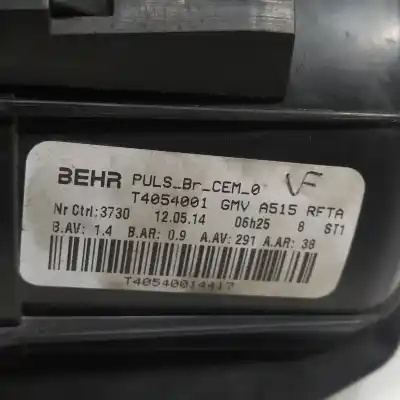 BEHR PULS_Br_CEM_0 VF
T4054001 GMV A515 RFTA
Nr Ctrl:3730 12.05.14 06h25 8 ST1
B.AV: 1.4 B.AR: 0.9 A.AV: 291 A.AR: 38
T40540014417